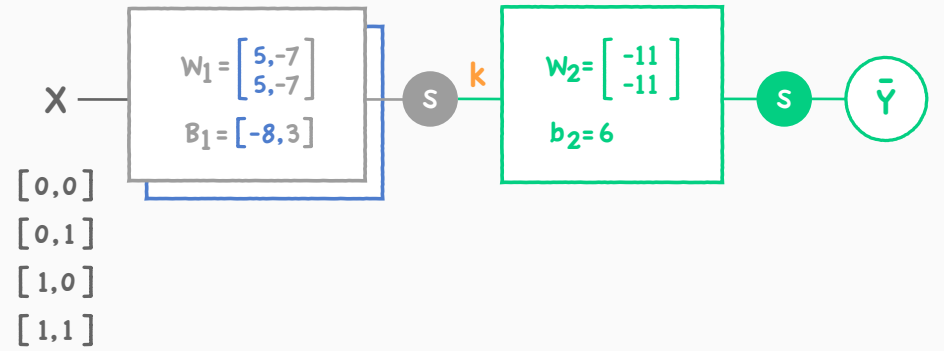 X
W1 = [5,-7
5,-7]
B1 = [-8,3]
S
k
W2 = [-11
-11]
b2 = 6
S
Ȳ
[0,0]
[0,1]
[1,0]
[1,1]